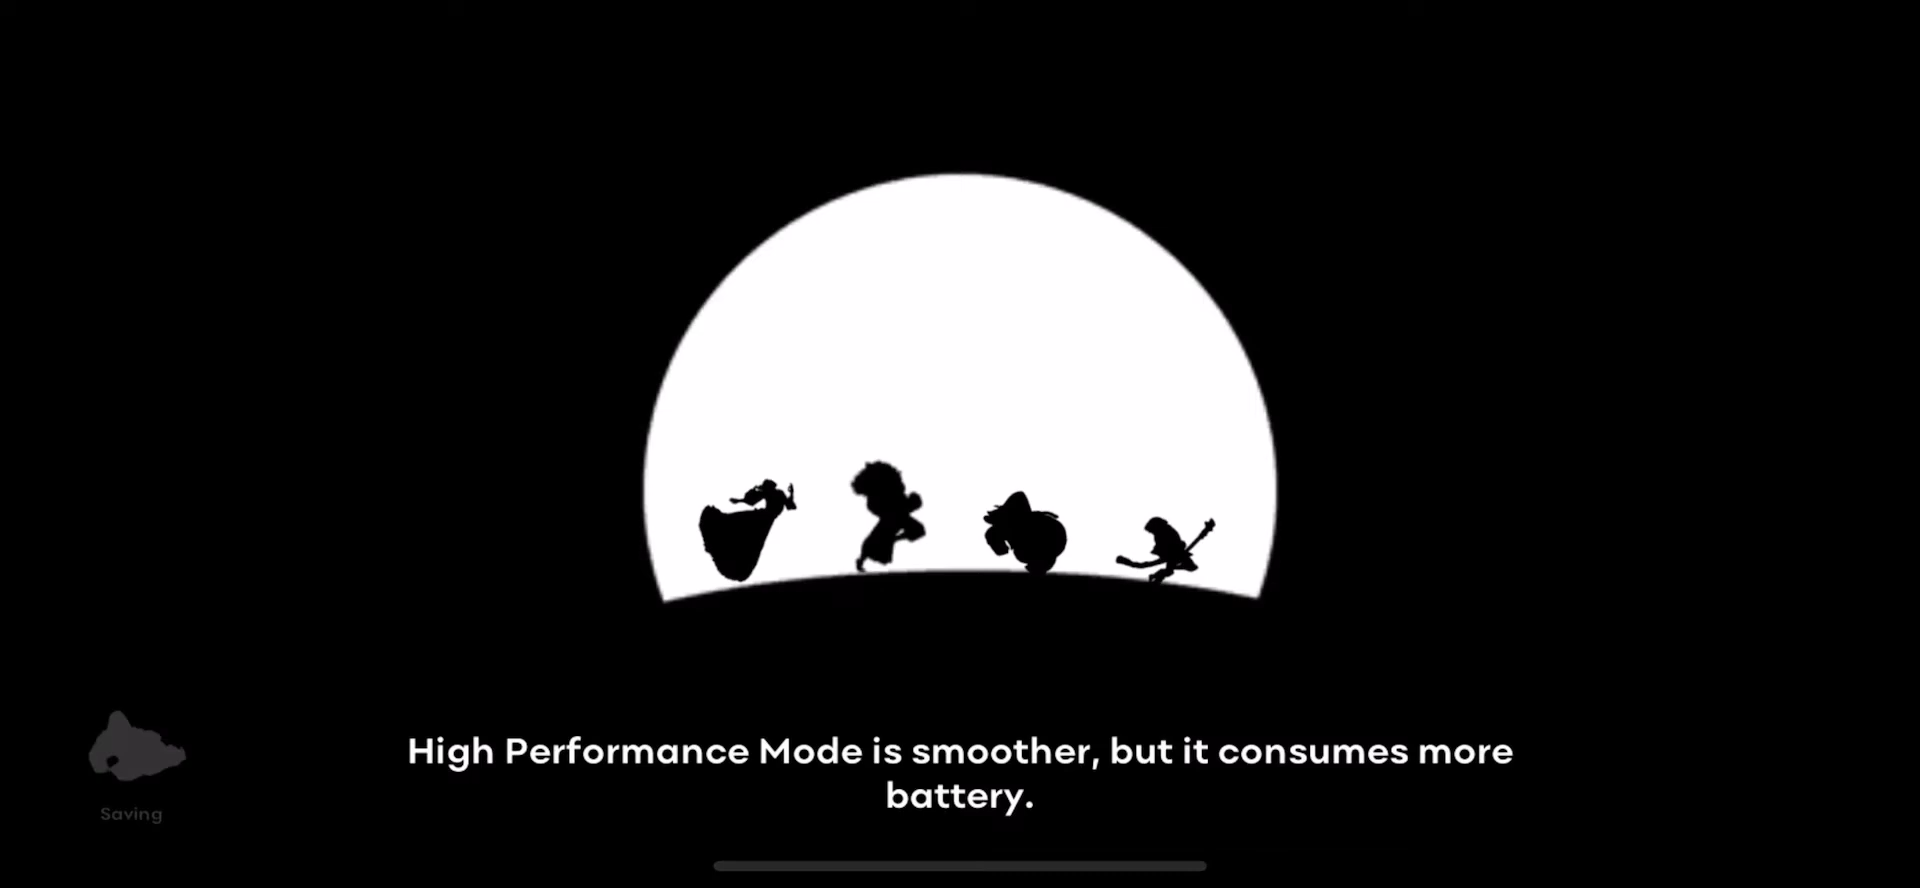 High Performance Mode is smoother, but it consumes more
battery.
Saving